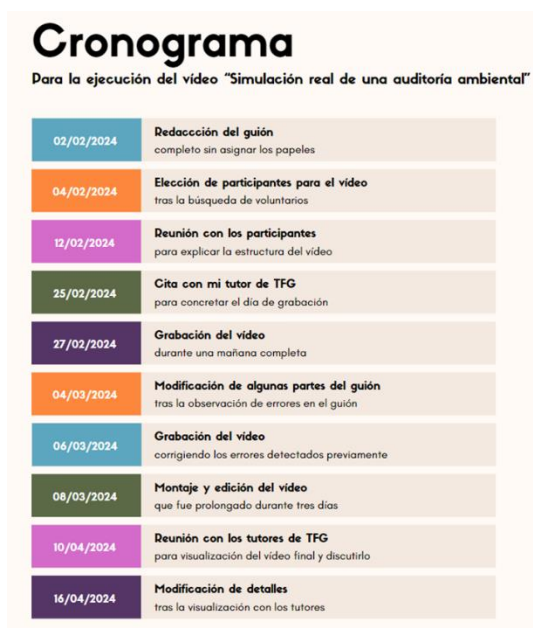 Cronograma
Para la ejecución del vídeo "Simulación real de una auditoría ambiental"
02/02/2024
Redaccción del guión
completo sin asignar los papeles
04/02/2024
Elección de participantes para el vídeo
tras la búsqueda de voluntarios
12/02/2024
Reunión con los participantes
para explicar la estructura del vídeo
25/02/2024
Cita con mi tutor de TFG
para concretar el día de grabación
27/02/2024
Grabación del vídeo
durante una mañana completa
04/03/2024
Modificación de algunas partes del guión
tras la observación de errores en el guión
06/03/2024
Grabación del vídeo
corrigiendo los errores detectados previamente
08/03/2024
Montaje y edición del vídeo
que fue prolongado durante tres días
10/04/2024
Reunión con los tutores de TFG
para visualización del vídeo final y discutirlo
16/04/2024
Modificación de detalles
tras la visualización con los tutores